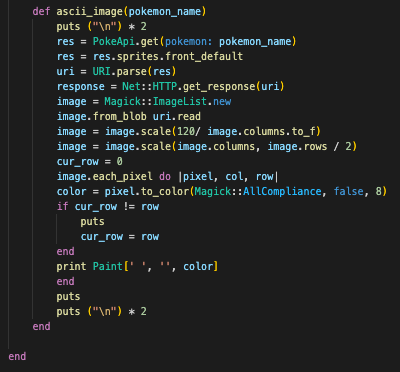 def ascii_image(pokemon_name)
puts ("\n") * 2
res = PokeApi.get(pokemon: pokemon_name)
res = res.sprites.front_default
uri = URI.parse(res)
response = Net::HTTP.get_response(uri)
image = Magick::ImageList.new
image.from_blob uri.read
image = image.scale(120/ image.columns.to_f)
image = image.scale(image.columns, image.rows / 2)
cur_row = 0
image.each_pixel do |pixel, col, row|
color = pixel.to_color(Magick::AllCompliance, false, 8)
if cur_row != row
puts
cur_row = row
end
print Paint[' ', '', color]
end
puts
puts ("\n") * 2
end
end